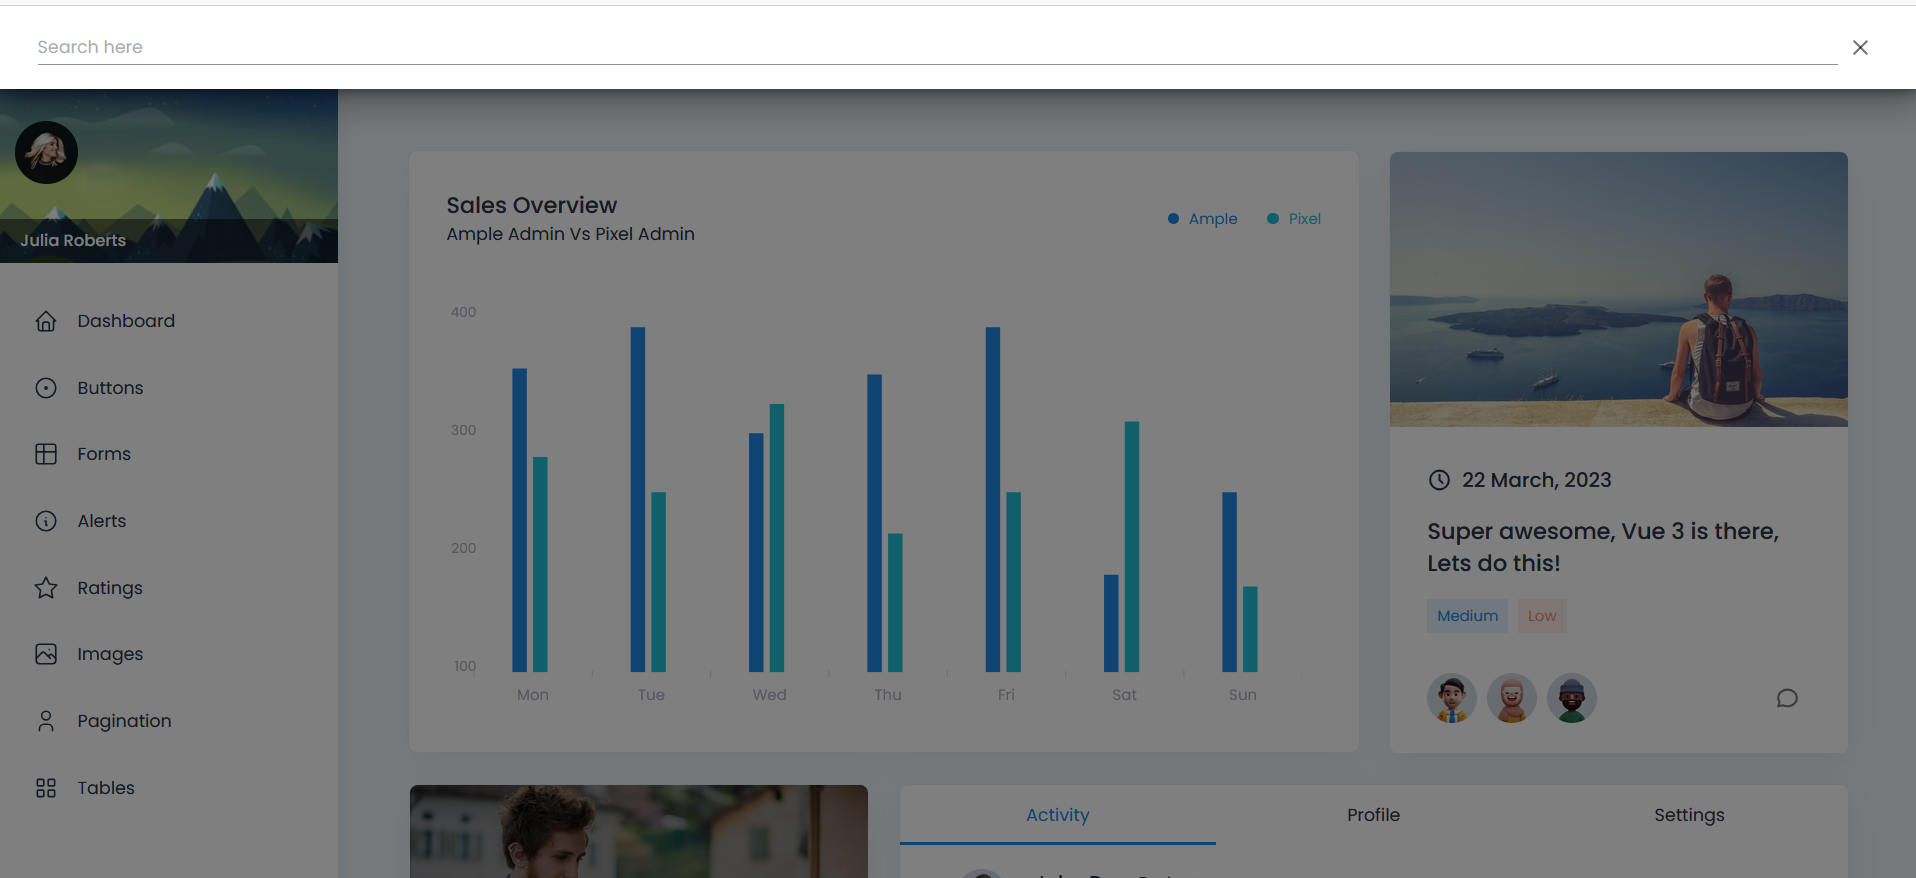 Search here
Julia Roberts
Dashboard
Buttons
Forms
Alerts
Ratings
Images
Pagination
Tables
Sales Overview
Ample Admin Vs Pixel Admin
Ample
Pixel
400
300
200
100
Mon
Tue
Wed
Thu
Fri
Sat
Sun
22 March, 2023
Super awesome, Vue 3 is there,
Lets do this!
Medium
Low
Activity
Profile
Settings